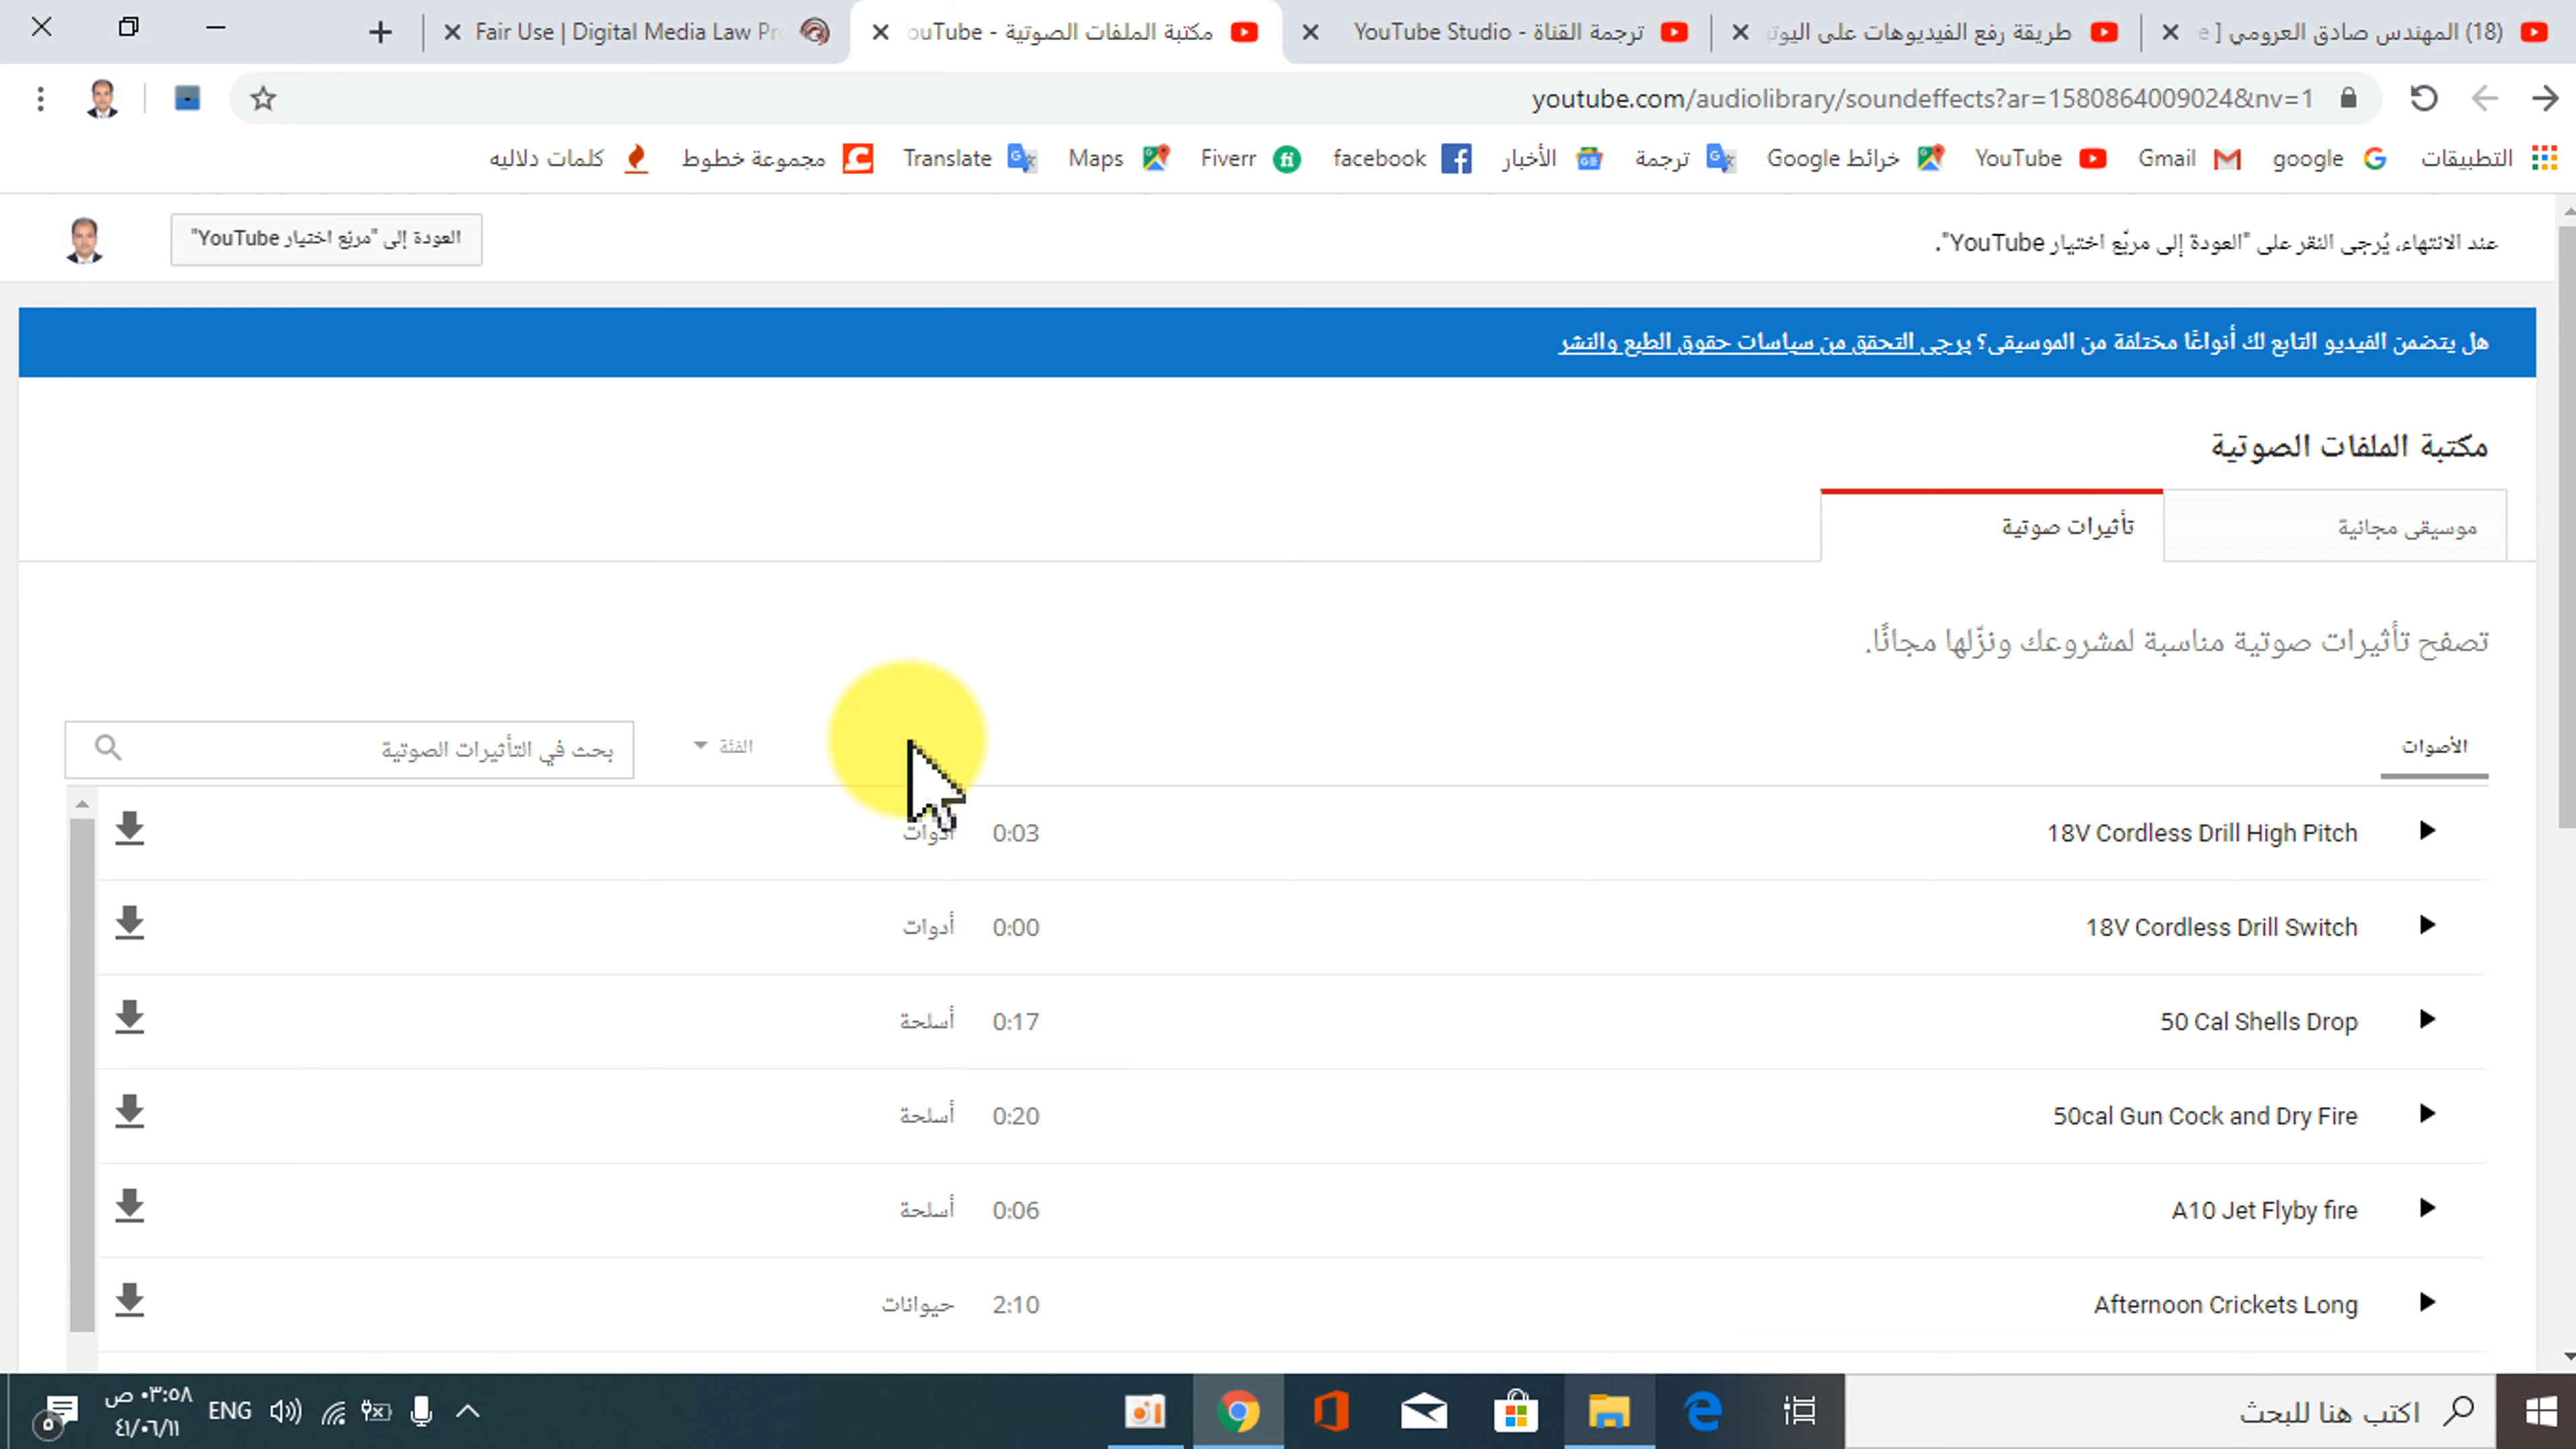 (18) المهندس صادق العرومي [
طريقة رفع الفيديوهات على اليوتي
ترجمة القناة - YouTube Studio
مكتبة الملفات الصوتية - ouTube
Fair Use | Digital Media Law Pr
youtube.com/audiolibrary/soundeffects?ar=1580864009024&nv=1
التطبيقات
google
Gmail
YouTube
خرائط Google
ترجمة
الأخبار
facebook
Fiverr
Maps
Translate
مجموعة خطوط
كلمات دلاليه
عند الانتهاء، يُرجى النقر على "العودة إلى مربّع اختيار YouTube".
العودة إلى "مربّع اختيار YouTube"
هل يتضمن الفيديو التابع لك أنواعًا مختلفة من الموسيقى؟ يرجى التحقق من سياسات حقوق الطبع والنشر
مكتبة الملفات الصوتية
موسيقى مجانية
تأثيرات صوتية
تصفح تأثيرات صوتية مناسبة لمشروعك ونزّلها مجانًا.
الأصوات
الفئة
بحث في التأثيرات الصوتية
18V Cordless Drill High Pitch 0:03 أدوات
18V Cordless Drill Switch 0:00 أدوات
50 Cal Shells Drop 0:17 أسلحة
50cal Gun Cock and Dry Fire 0:20 أسلحة
A10 Jet Flyby fire 0:06 أسلحة
Afternoon Crickets Long 2:10 حيوانات
اكتب هنا للبحث
ENG
٠٣:٥٨ ص
٤١/٠٦/١١
٥